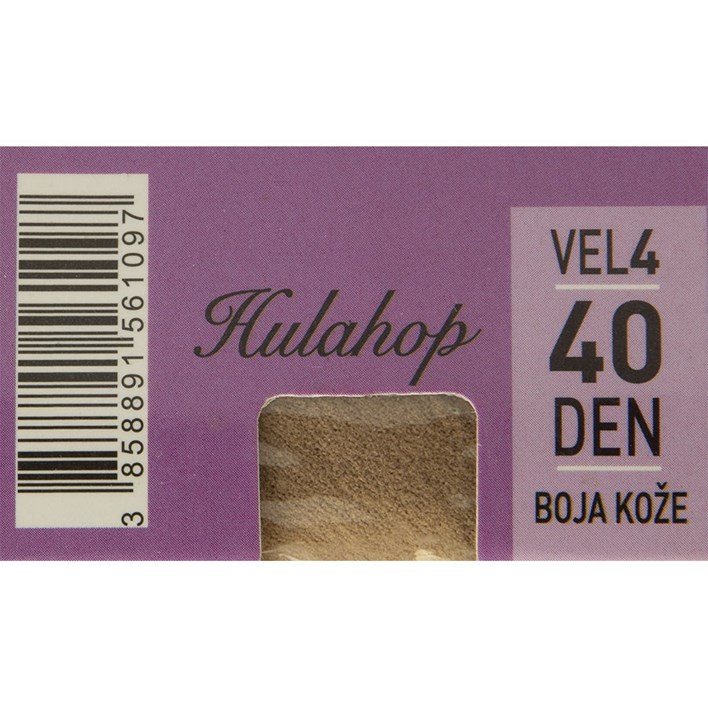 3 858891 561097
Hulahop
VEL4
40
DEN
BOJA KOŽE